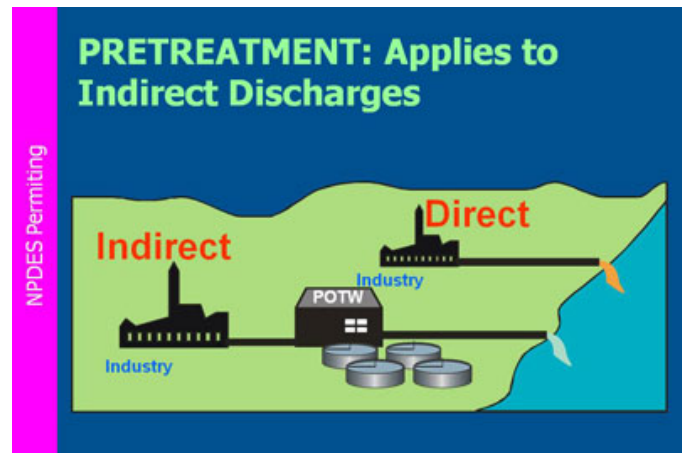 PRETREATMENT: Applies to
Indirect Discharges
NPDES Permiting
Direct
Indirect
Industry
POTW
Industry